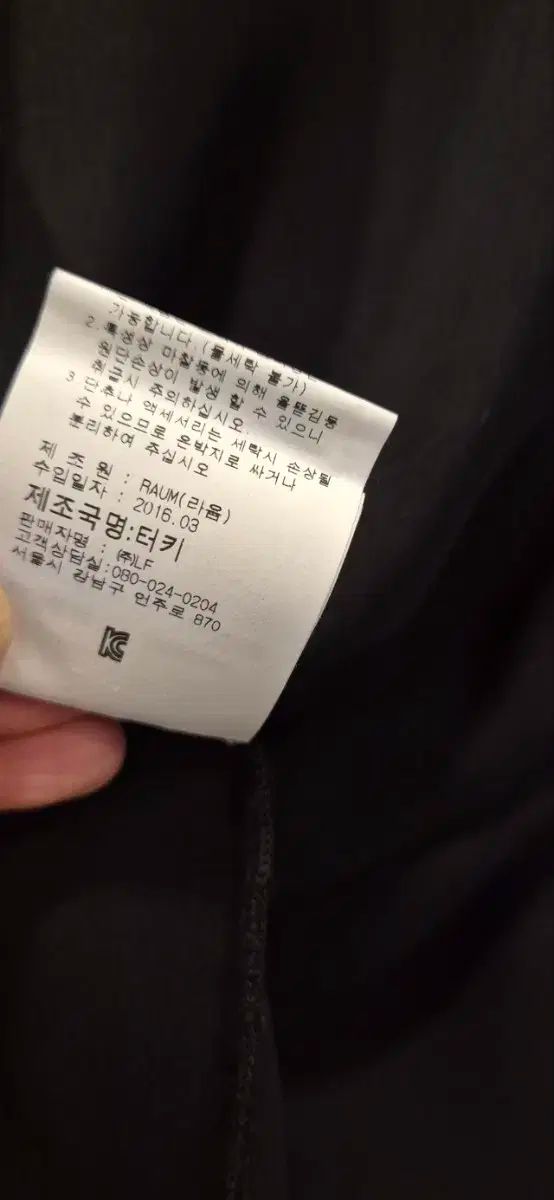 가능합니다 (물세탁 불가)
2. 특성상 마찰등에 의해 올뜯김등
원단손상이 발생 할 수 있으니
취급시 주의하십시오.
3. 단추나 액세서리는 세탁시 손상될
수 있으므로 은박지로 싸거나
분리하여 주십시오
제 조 원 : RAUM(라움)
수입일자 : 2016.03
제조국명:터키
판매자명 : ㈜LF
고객상담실:080-024-0204
서울시 강남구 언주로 870
KC